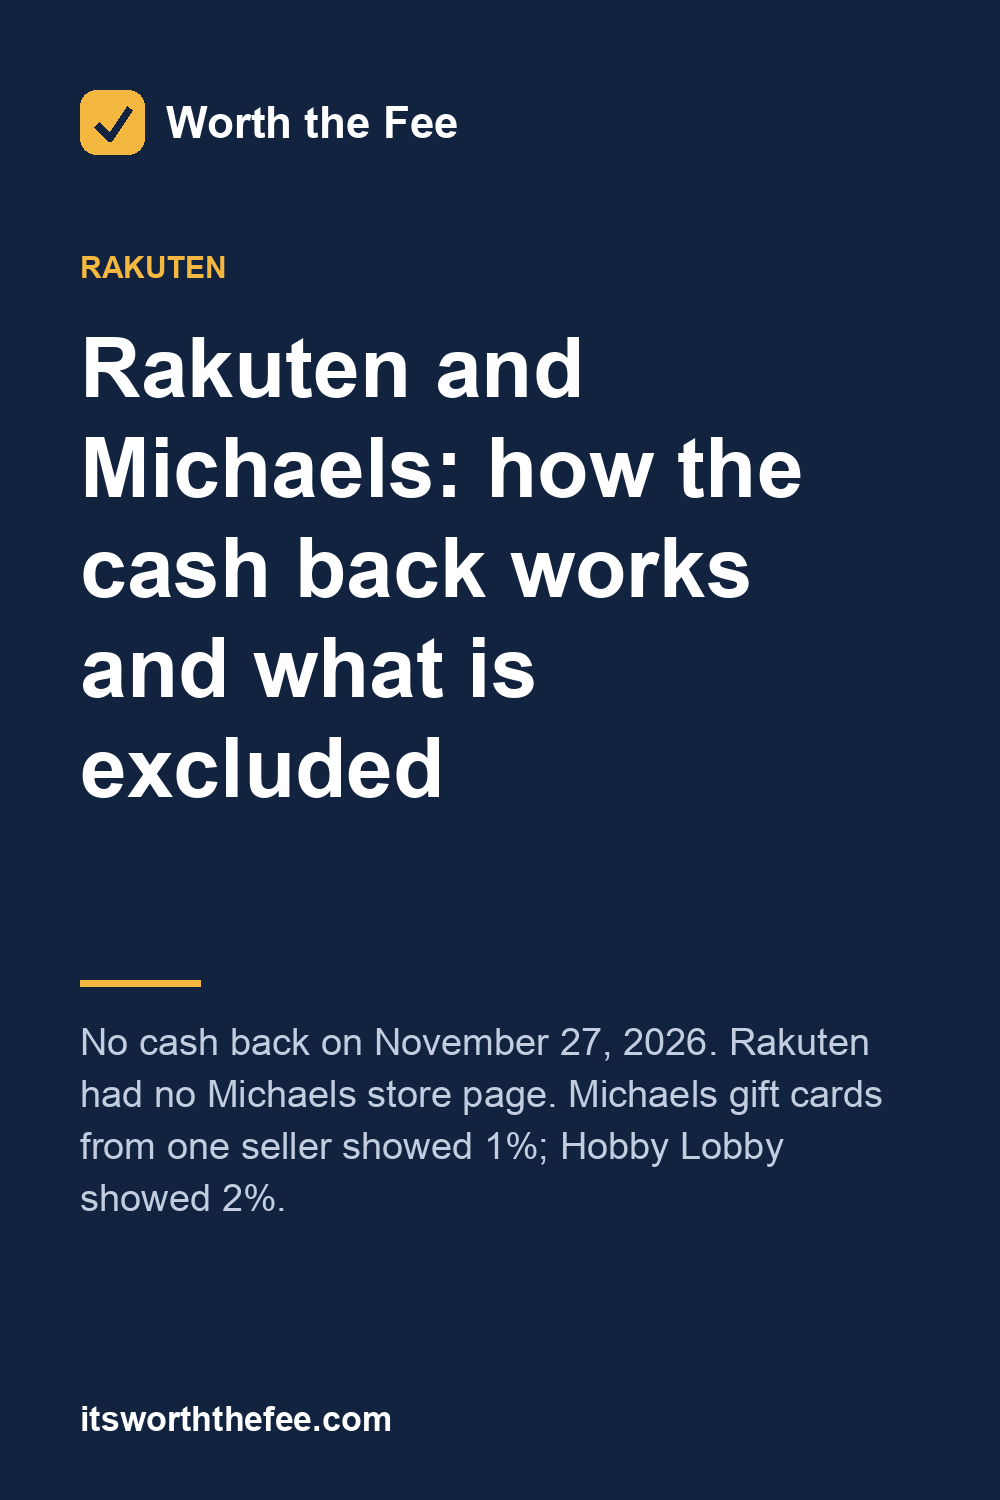 Worth the Fee
RAKUTEN
Rakuten and
Michaels: how the
cash back works
and what is
excluded
No cash back on November 27, 2026. Rakuten
had no Michaels store page. Michaels gift cards
from one seller showed 1%; Hobby Lobby
showed 2%.
itsworththefee.com